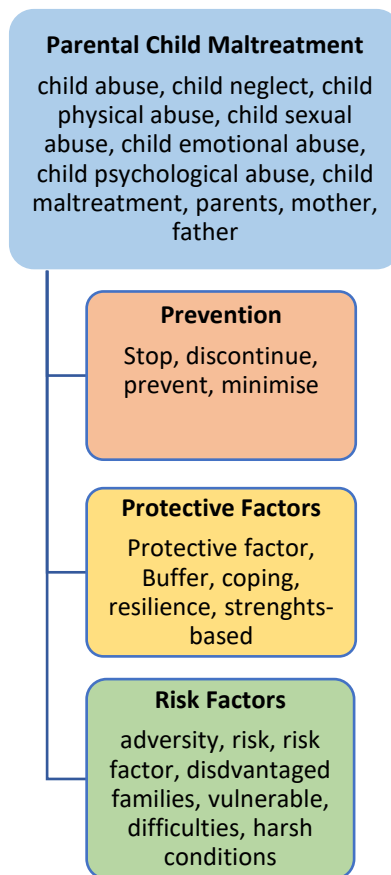 Parental Child Maltreatment
child abuse, child neglect, child
physical abuse, child sexual
abuse, child emotional abuse,
child psychological abuse, child
maltreatment, parents, mother,
father
Prevention
Stop, discontinue,
prevent, minimise
Protective Factors
Protective factor,
Buffer, coping,
resilience, strenghts-
based
Risk Factors
adversity, risk, risk
factor, disdvantaged
families, vulnerable,
difficulties, harsh
conditions